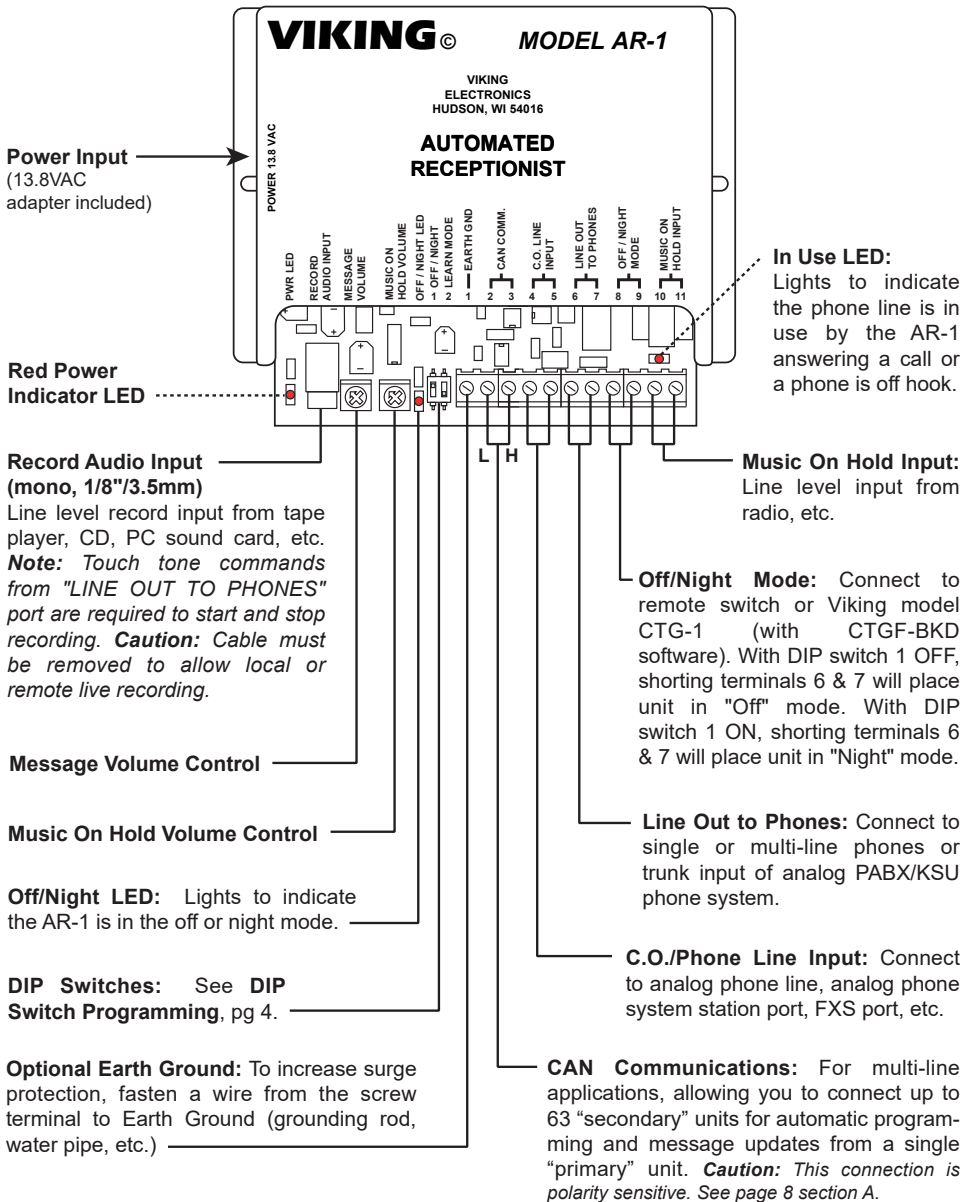 VIKING© MODEL AR-1
VIKING
ELECTRONICS
HUDSON, WI 54016
AUTOMATED
RECEPTIONIST
POWER 13.8 VAC
Power Input
(13.8VAC
adapter included)
PWR LED
RECORD
AUDIO INPUT
MESSAGE
VOLUME
MUSIC ON
HOLD VOLUME
OFF / NIGHT LED
1 OFF / NIGHT
2 LEARN MODE
1 EARTH GND
2 3 CAN COMM.
4 5 C.O. LINE
INPUT
6 7 LINE OUT
TO PHONES
8 9 OFF / NIGHT
MODE
10 11 MUSIC ON
HOLD INPUT
L H
In Use LED:
Lights to indicate
the phone line is in
use by the AR-1
answering a call or
a phone is off hook.
Red Power
Indicator LED
Record Audio Input
(mono, 1/8"/3.5mm)
Line level record input from tape
player, CD, PC sound card, etc.
Note: Touch tone commands
from "LINE OUT TO PHONES"
port are required to start and stop
recording. Caution: Cable must
be removed to allow local or
remote live recording.
Music On Hold Input:
Line level input from
radio, etc.
Off/Night Mode: Connect to
remote switch or Viking model
CTG-1 (with CTGF-BKD
software). With DIP switch 1 OFF,
shorting terminals 6 & 7 will place
unit in "Off" mode. With DIP
switch 1 ON, shorting terminals 6
& 7 will place unit in "Night" mode.
Message Volume Control
Music On Hold Volume Control
Line Out to Phones: Connect to
single or multi-line phones or
trunk input of analog PABX/KSU
phone system.
Off/Night LED: Lights to indicate
the AR-1 is in the off or night mode.
C.O./Phone Line Input: Connect
to analog phone line, analog phone
system station port, FXS port, etc.
DIP Switches: See DIP
Switch Programming, pg 4.
Optional Earth Ground: To increase surge
protection, fasten a wire from the screw
terminal to Earth Ground (grounding rod,
water pipe, etc.)
CAN Communications: For multi-line
applications, allowing you to connect up to
63 “secondary” units for automatic program-
ming and message updates from a single
“primary” unit. Caution: This connection is
polarity sensitive. See page 8 section A.